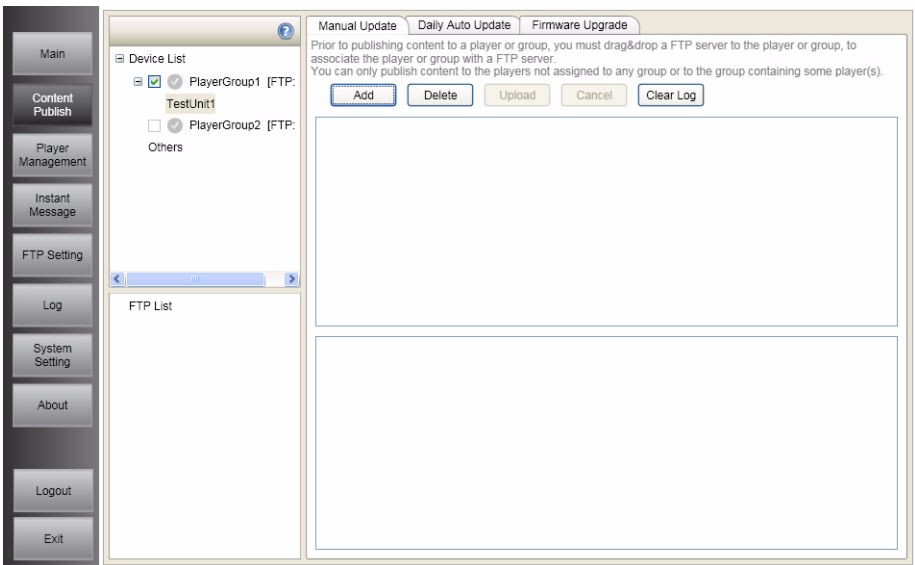 Main
Content
Publish
Player
Management
Instant
Message
FTP Setting
Log
System
Setting
About
Logout
Exit
Device List
PlayerGroup1 [FTP:
TestUnit1
PlayerGroup2 [FTP:
Others
FTP List
Manual Update Daily Auto Update Firmware Upgrade
Prior to publishing content to a player or group, you must drag&drop a FTP server to the player or group, to
associate the player or group with a FTP server.
You can only publish content to the players not assigned to any group or to the group containing some player(s).
Add Delete Upload Cancel Clear Log